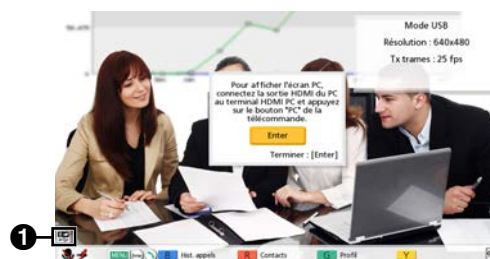 Mode USB
Résolution : 640x480
Tx trames : 25 fps
Pour afficher l'écran PC,
connectez la sortie HDMI du PC
au terminal HDMI PC et appuyez
sur le bouton "PC" de la
télécommande.
Enter
Terminer : [Enter]
1
MENU B Hist. appels R Contacts G Profil Y